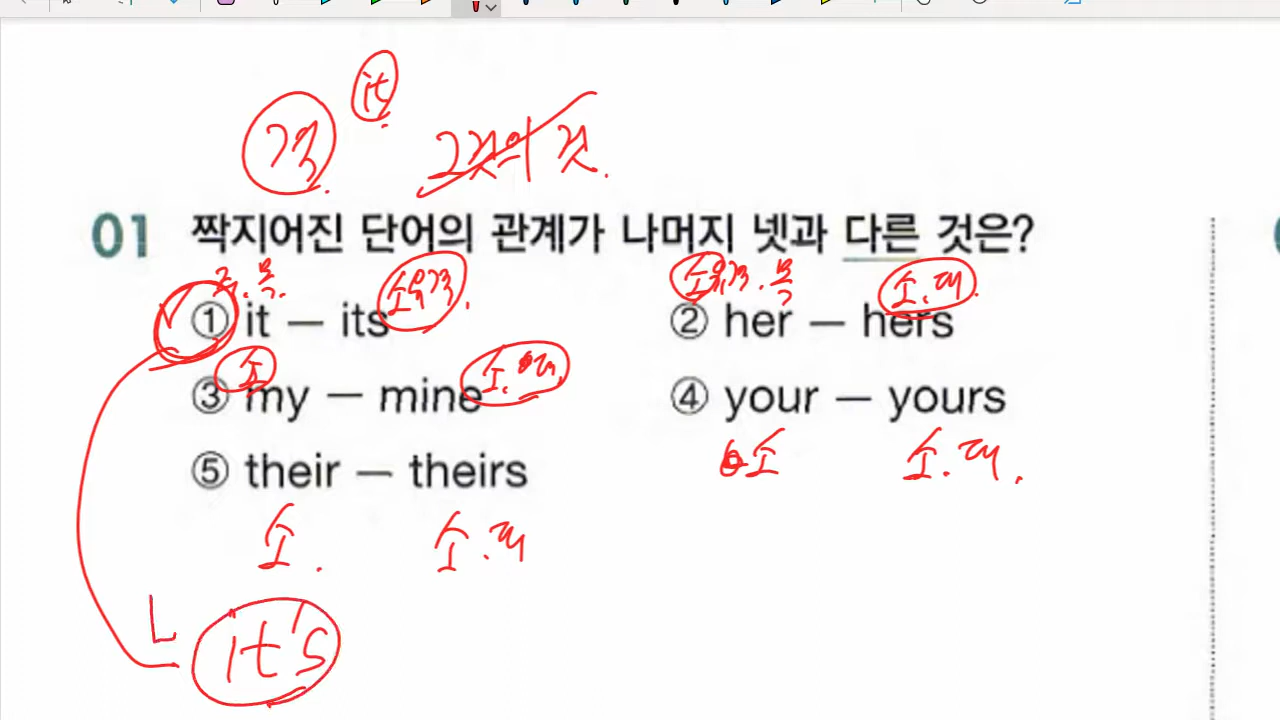 it
격.
그것의 것.
01 짝지어진 단어의 관계가 나머지 넷과 다른 것은?
주. 목. 소유격.
소유격. 목 소. 대.
① it — its ② her — hers
소 소. 대.
③ my — mine ④ your — yours
소 소. 대.
⑤ their — theirs
소. 소. 대
it's